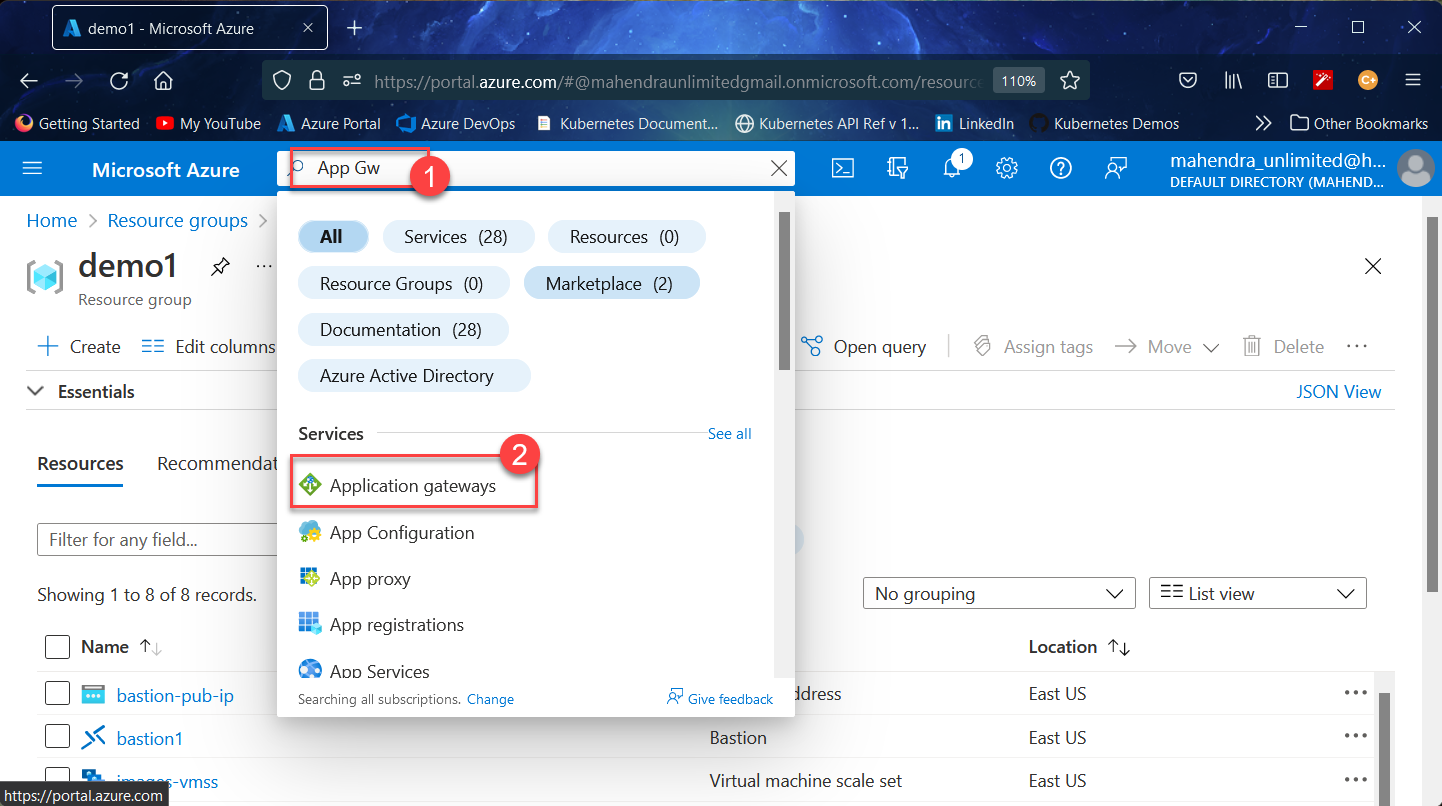 demo1 - Microsoft Azure
https://portal.azure.com/#@mahendraunlimitedgmail.onmicrosoft.com/resource 110%
Getting Started My YouTube Azure Portal Azure DevOps Kubernetes Document... Kubernetes API Ref v 1... LinkedIn Kubernetes Demos Other Bookmarks
Microsoft Azure App Gw 1 1 mahendra_unlimited@h...
DEFAULT DIRECTORY (MAHEND...
Home > Resource groups >
All Services (28) Resources (0)
demo1 ...
Resource Groups (0) Marketplace (2)
Resource group
Documentation (28)
Create Edit columns Open query Assign tags Move Delete ...
Azure Active Directory
Essentials JSON View
Services See all
2
Resources Recommendat
Application gateways
App Configuration
Filter for any field...
App proxy
Showing 1 to 8 of 8 records. No grouping List view
App registrations
Name Location
App Services
bastion-pub-ip ddress East US ...
Searching all subscriptions. Change Give feedback
bastion1 Bastion East US ...
images-vmss Virtual machine scale set East US ...
https://portal.azure.com